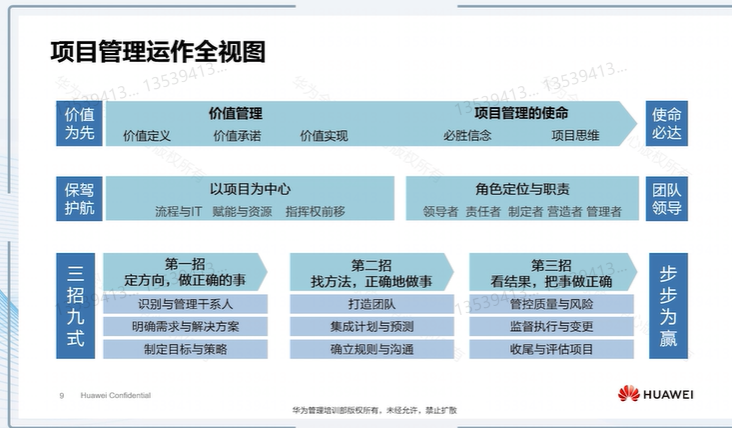 项目管理运作全视图
13539413...
13539413...
13539413...
价值
为先
价值管理
价值定义 价值承诺 价值实现
项目管理的使命
必胜信念 项目思维
使命
必达
保驾
护航
以项目为中心
流程与IT 赋能与资源 指挥权前移
角色定位与职责
领导者 责任者 制定者 营造者 管理者
团队
领导
三招九式
第一招
定方向，做正确的事
识别与管理干系人
明确需求与解决方案
制定目标与策略
第二招
找方法，正确地做事
打造团队
集成计划与预测
确立规则与沟通
第三招
看结果，把事做正确
管控质量与风险
监督执行与变更
收尾与评估项目
步步为赢
9 Huawei Confidential
HUAWEI
华为管理培训部版权所有，未经允许，禁止扩散